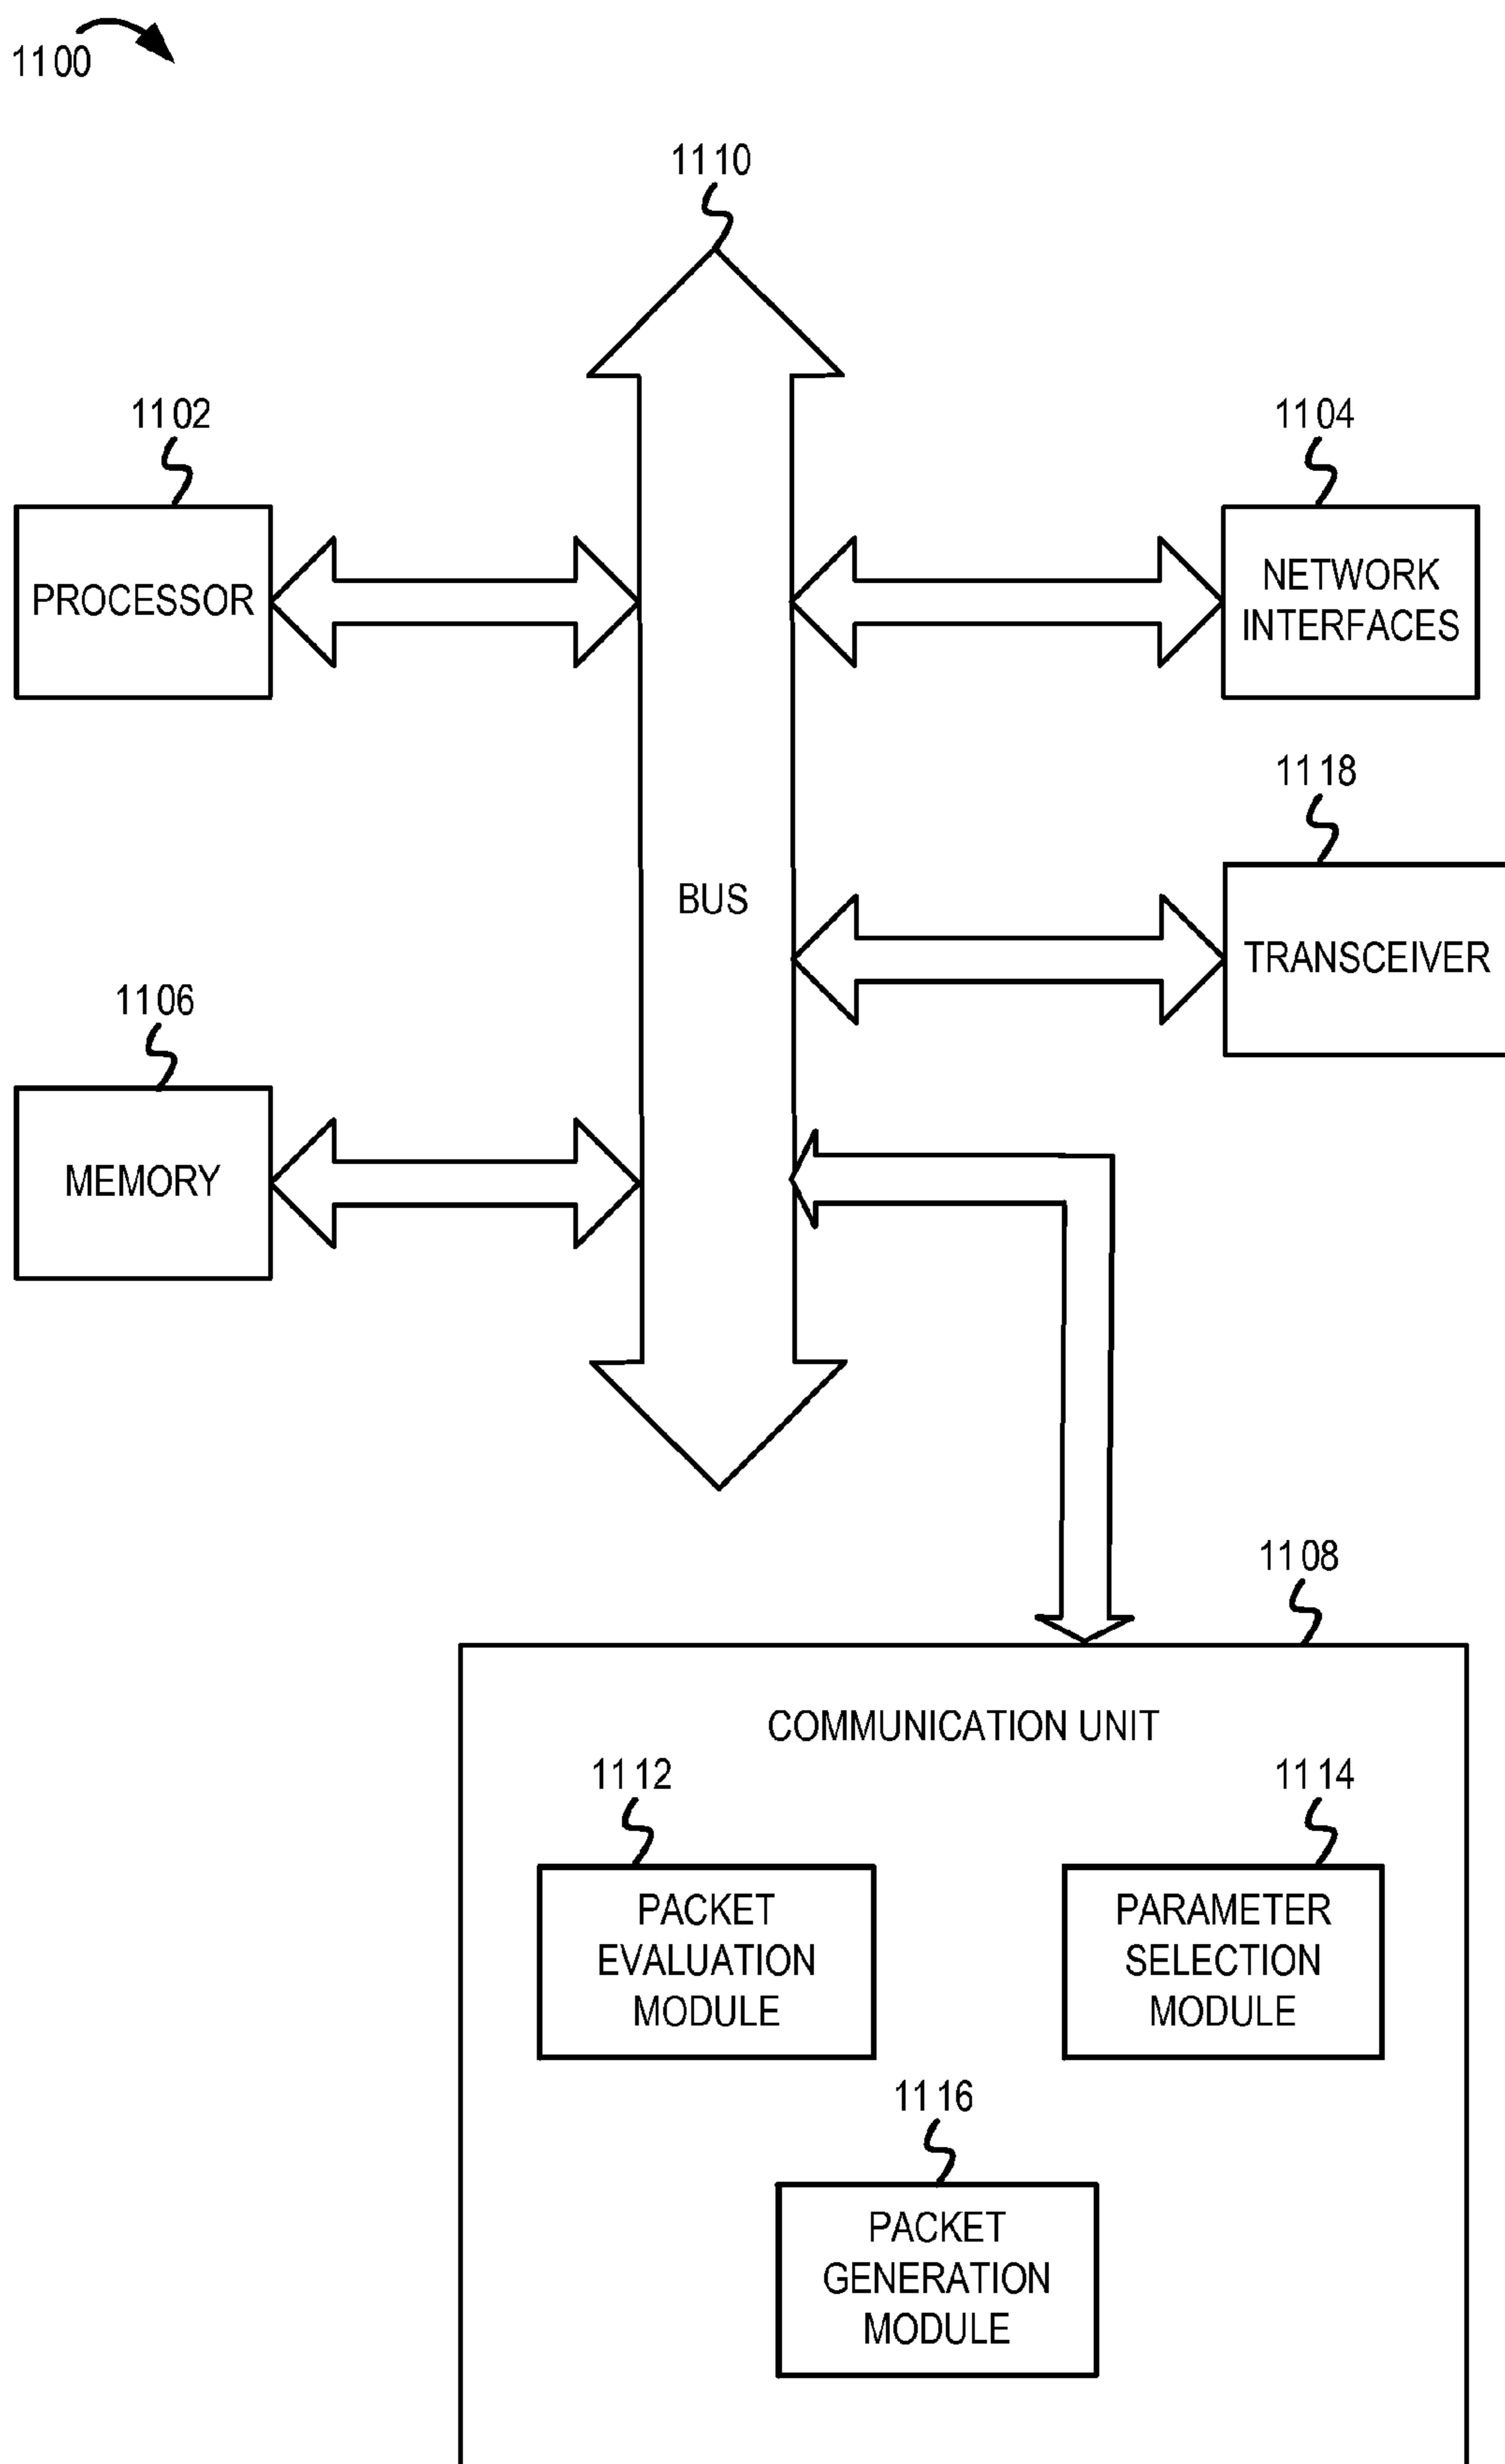 1100
1110
1102
1104
PROCESSOR
NETWORK
INTERFACES
1118
BUS
TRANSCEIVER
1106
MEMORY
1108
COMMUNICATION UNIT
1112
1114
PACKET
EVALUATION
MODULE
PARAMETER
SELECTION
MODULE
1116
PACKET
GENERATION
MODULE